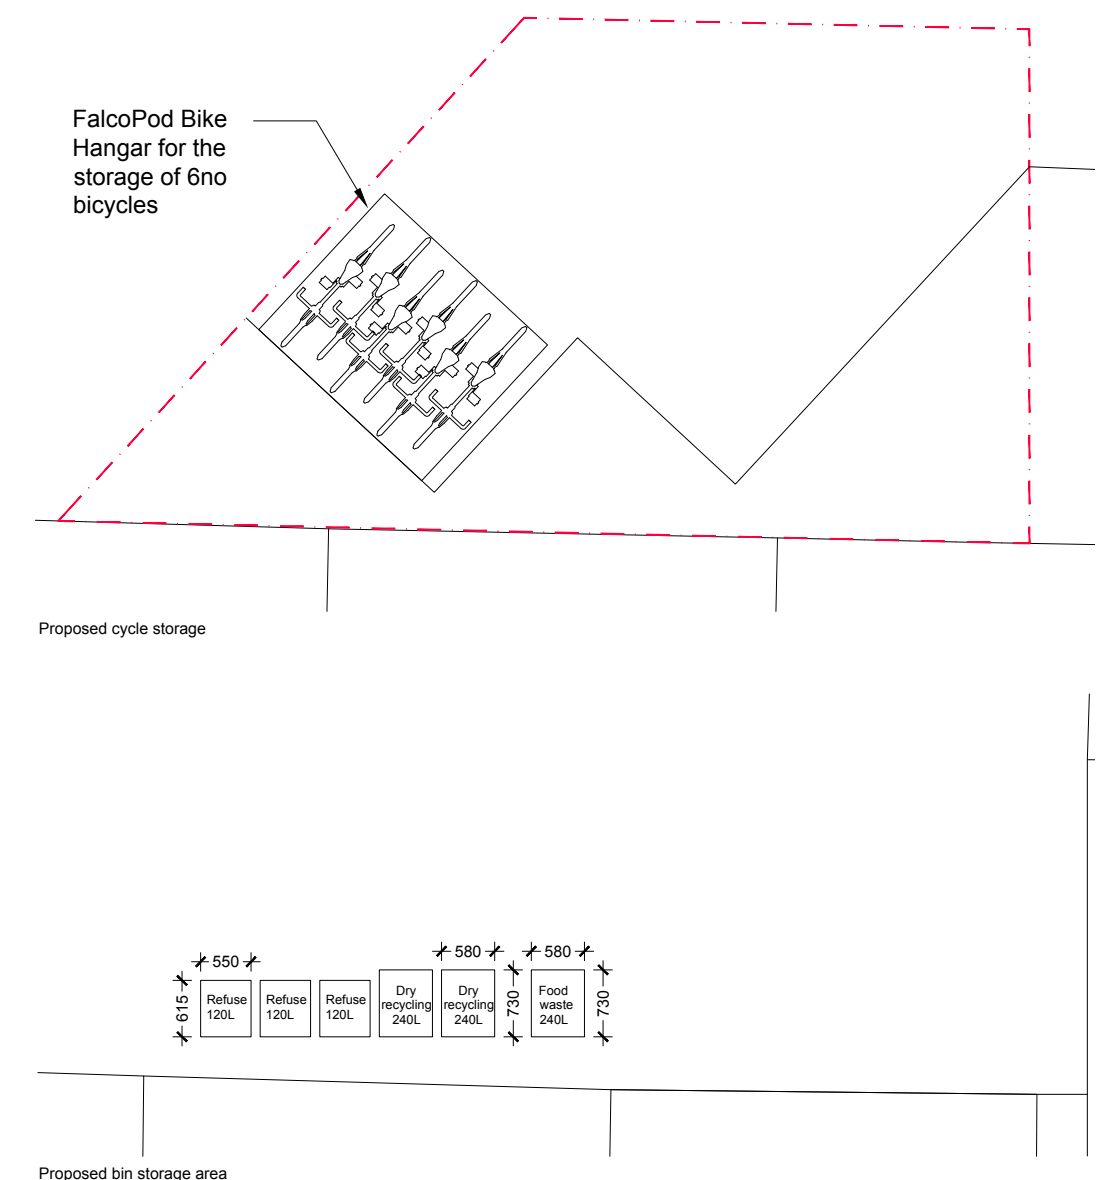 FalcoPod Bike
Hangar for the
storage of 6no
bicycles
Proposed cycle storage
550
580
580
615
730
730
Refuse
120L
Refuse
120L
Refuse
120L
Dry
recycling
240L
Dry
recycling
240L
Food
waste
240L
Proposed bin storage area